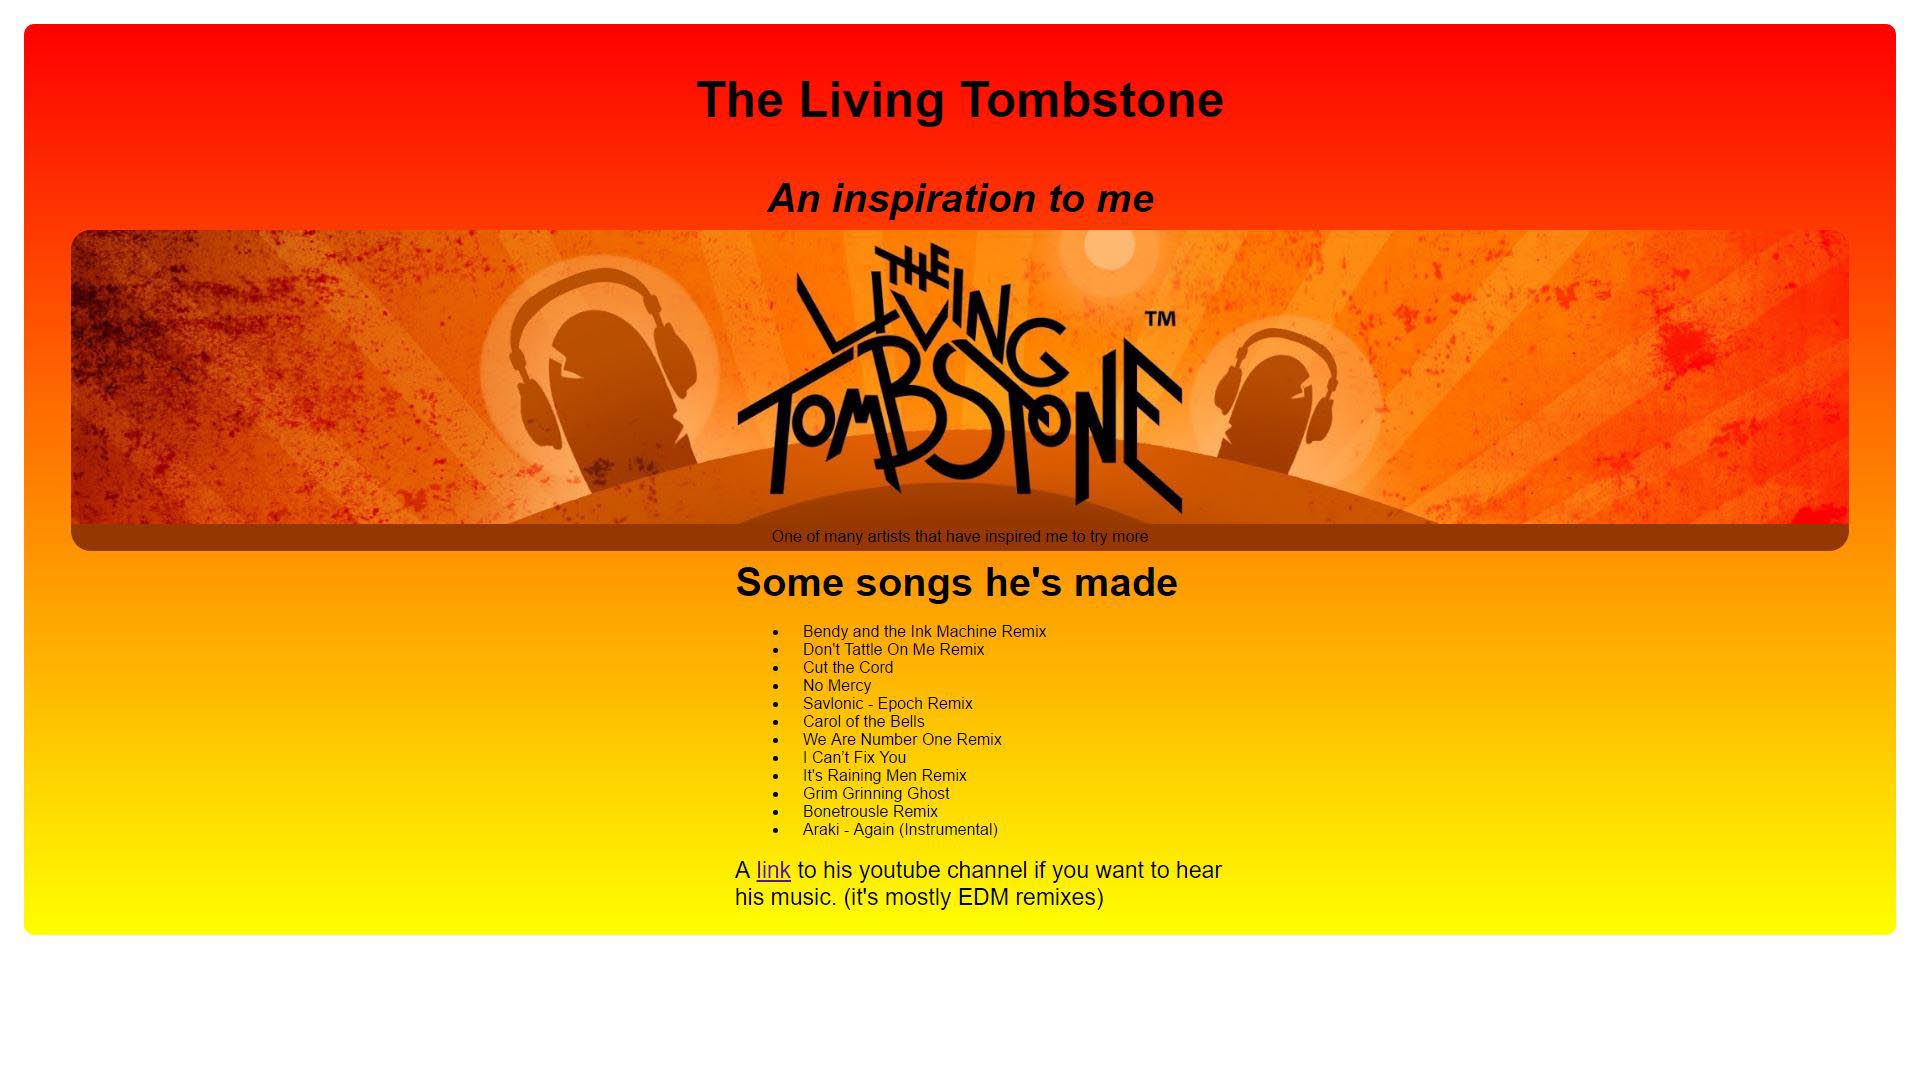 The Living Tombstone
An inspiration to me
THE
LIVING
TOMBSTONE
TM
One of many artists that have inspired me to try more
Some songs he's made
• Bendy and the Ink Machine Remix
• Don't Tattle On Me Remix
• Cut the Cord
• No Mercy
• Savlonic - Epoch Remix
• Carol of the Bells
• We Are Number One Remix
• I Can’t Fix You
• It's Raining Men Remix
• Grim Grinning Ghost
• Bonetrousle Remix
• Araki - Again (Instrumental)
A link to his youtube channel if you want to hear
his music. (it's mostly EDM remixes)